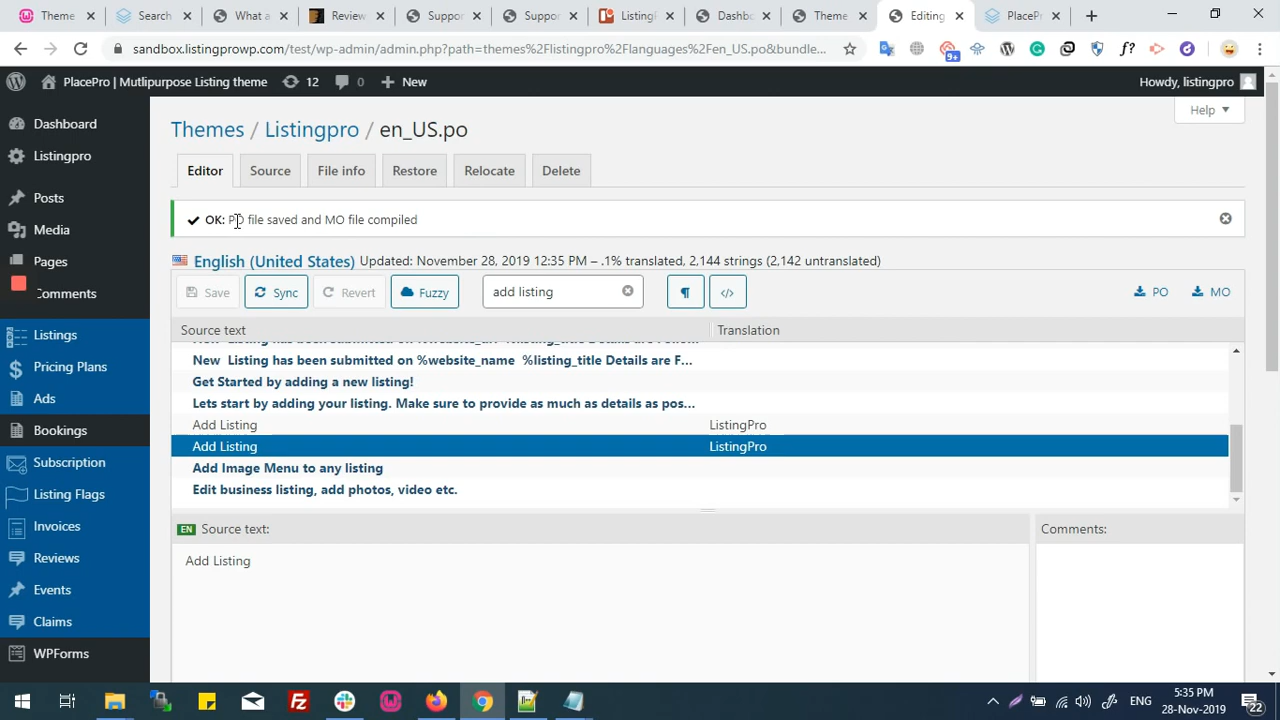 Theme
Search
What a
Review
Suppor
Suppor
ListingP
Dashbo
Theme
Editing
PlacePr
sandbox.listingprowp.com/test/wp-admin/admin.php?path=themes%2Flistingpro%2Flanguages%2Fen_US.po&bundle...
9+
PlacePro | Mutlipurpose Listing theme
12
0
New
Howdy, listingpro
Help
Dashboard
Listingpro
Posts
Media
Pages
Comments
Listings
Pricing Plans
Ads
Bookings
Subscription
Listing Flags
Invoices
Reviews
Events
Claims
WPForms
Themes / Listingpro / en_US.po
Editor
Source
File info
Restore
Relocate
Delete
OK: PO file saved and MO file compiled
English (United States) Updated: November 28, 2019 12:35 PM – .1% translated, 2,144 strings (2,142 untranslated)
Save
Sync
Revert
Fuzzy
add listing
¶
</>
PO
MO
Source text
Translation
New Listing has been submitted on %website_name %listing_title Details are F...
Get Started by adding a new listing!
Lets start by adding your listing. Make sure to provide as much as details as pos...
Add Listing ListingPro
Add Listing ListingPro
Add Image Menu to any listing
Edit business listing, add photos, video etc.
EN Source text:
Comments:
Add Listing
ENG
5:35 PM
28-Nov-2019
22